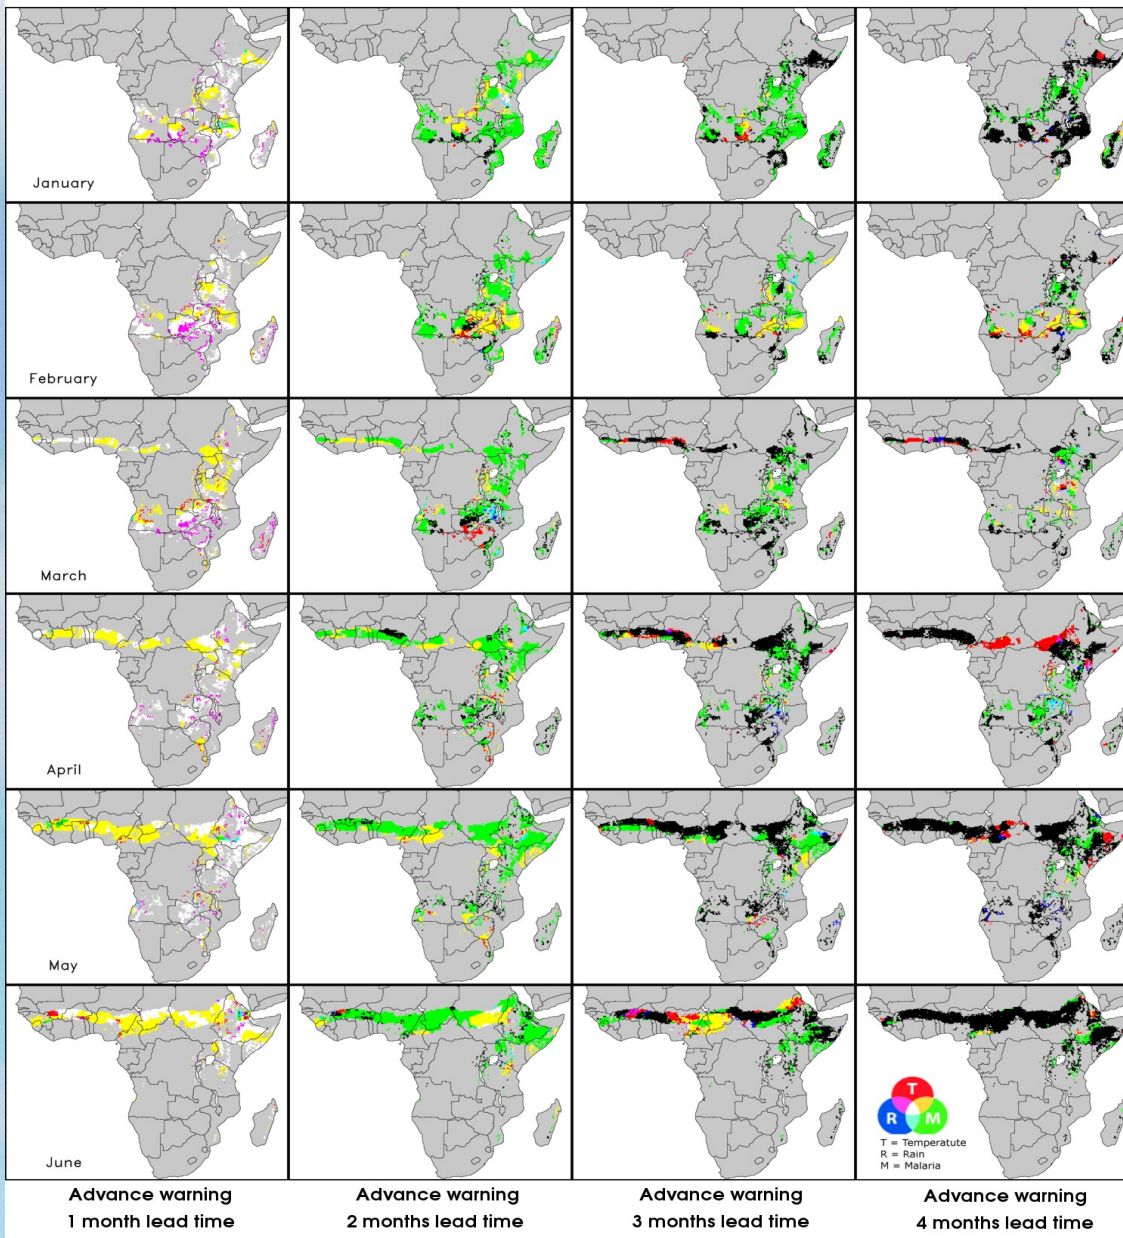 January
February
March
April
May
June
T
R
M
T = Temperatute
R = Rain
M = Malaria
Advance warning
1 month lead time
Advance warning
2 months lead time
Advance warning
3 months lead time
Advance warning
4 months lead time